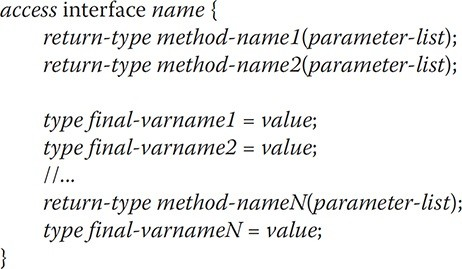 access interface name {
return-type method-name1(parameter-list);
return-type method-name2(parameter-list);
type final-varname1 = value;
type final-varname2 = value;
//...
return-type method-nameN(parameter-list);
type final-varnameN = value;
}